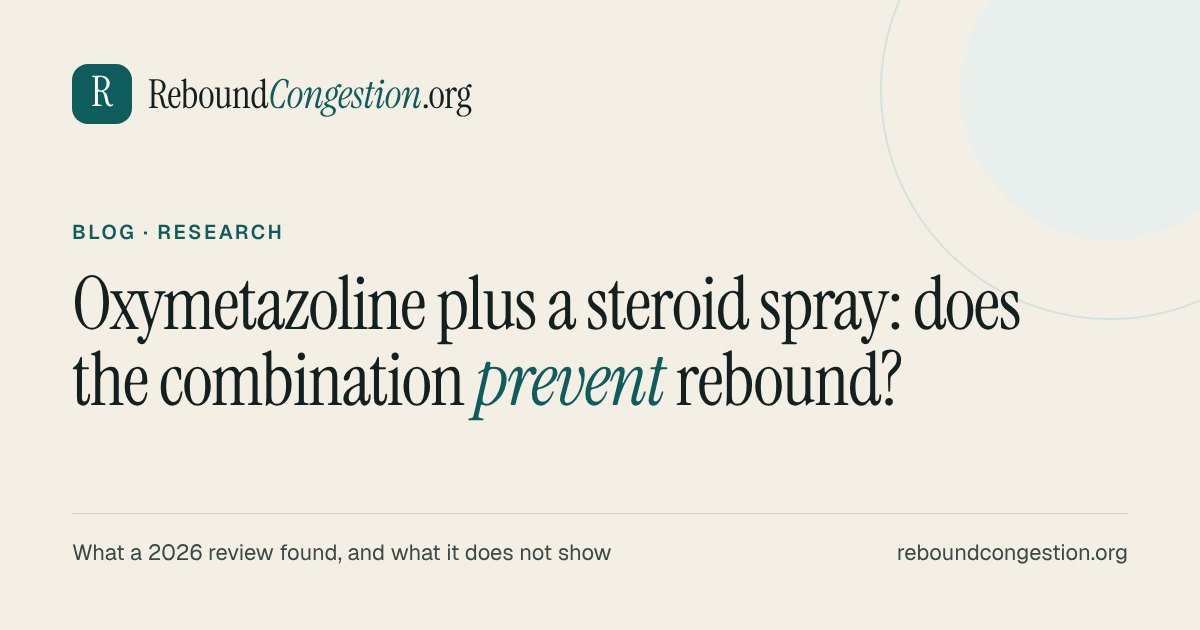 R
ReboundCongestion.org
BLOG · RESEARCH
Oxymetazoline plus a steroid spray: does
the combination prevent rebound?
What a 2026 review found, and what it does not show
reboundcongestion.org